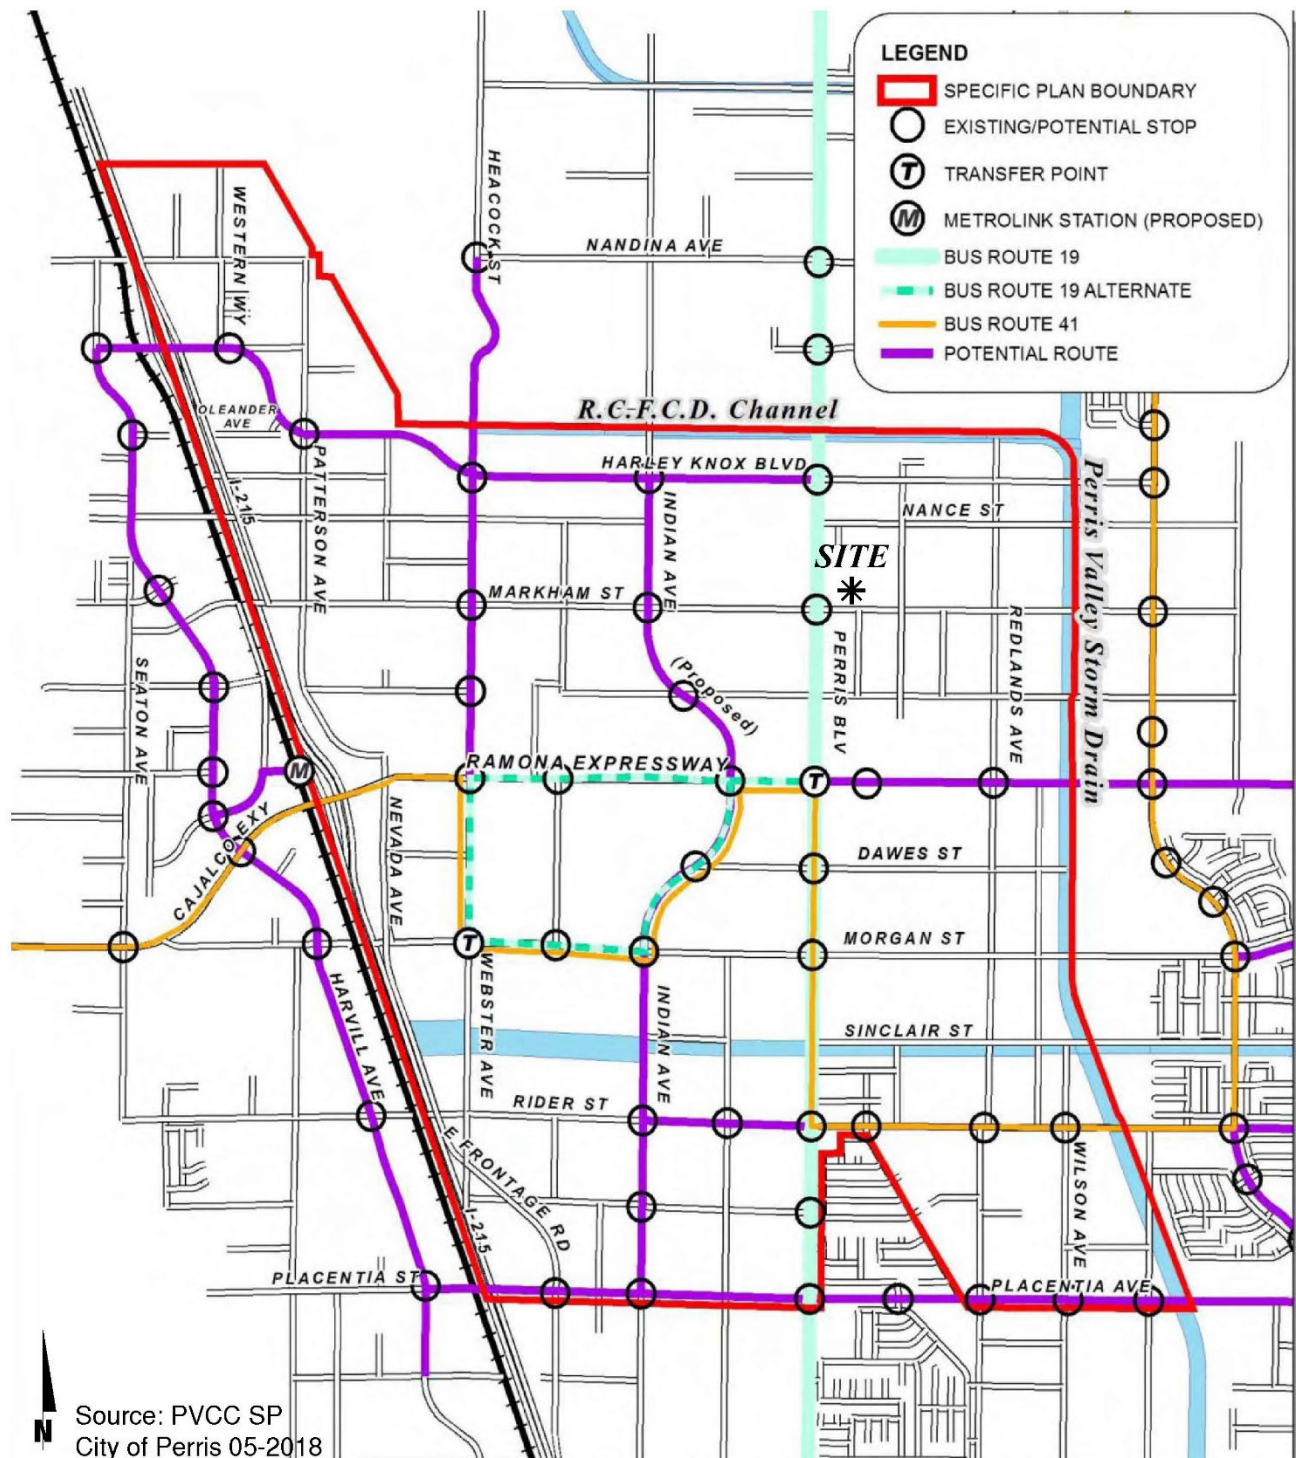 LEGEND
SPECIFIC PLAN BOUNDARY
EXISTING/POTENTIAL STOP
T TRANSFER POINT
M METROLINK STATION (PROPOSED)
BUS ROUTE 19
BUS ROUTE 19 ALTERNATE
BUS ROUTE 41
POTENTIAL ROUTE
HEACOCK ST
WESTERN WY
NANDINA AVE
OLEANDER
AVE
R.C.F.C.D. Channel
PATTERSON AVE
I-215
HARLEY KNOX BLVD
INDIAN AVE
NANCE ST
Perris Valley Storm Drain
SITE
MARKHAM ST
PERRIS BLV
REDLANDS AVE
SEATON AVE
(Proposed)
M
RAMONA EXPRESSWAY
T
NEVADA AVE
CAJALCO EXY
DAWES ST
T
MORGAN ST
WEBSTER AVE
HARVILL AVE
INDIAN AVE
SINCLAIR ST
RIDER ST
E FRONTAGE RD
WILSON AVE
I-215
PLACENTIA ST
PLACENTIA AVE
N
Source: PVCC SP
City of Perris 05-2018